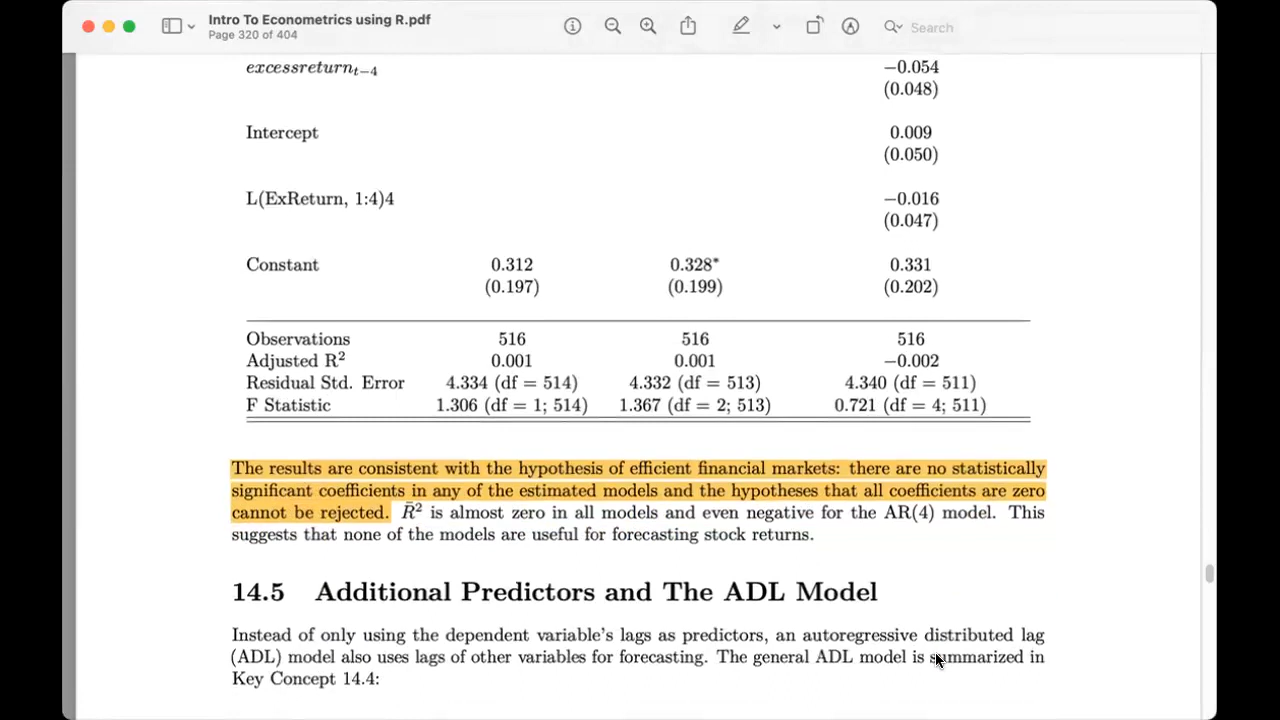 Intro To Econometrics using R.pdf
Page 320 of 404
Search
excessreturnₜ₋₄ −0.054
(0.048)
Intercept 0.009
(0.050)
L(ExReturn, 1:4)4 −0.016
(0.047)
Constant 0.312 0.328* 0.331
(0.197) (0.199) (0.202)
Observations 516 516 516
Adjusted R² 0.001 0.001 −0.002
Residual Std. Error 4.334 (df = 514) 4.332 (df = 513) 4.340 (df = 511)
F Statistic 1.306 (df = 1; 514) 1.367 (df = 2; 513) 0.721 (df = 4; 511)
The results are consistent with the hypothesis of efficient financial markets: there are no statistically
significant coefficients in any of the estimated models and the hypotheses that all coefficients are zero
cannot be rejected. R̄² is almost zero in all models and even negative for the AR(4) model. This
suggests that none of the models are useful for forecasting stock returns.
14.5 Additional Predictors and The ADL Model
Instead of only using the dependent variable's lags as predictors, an autoregressive distributed lag
(ADL) model also uses lags of other variables for forecasting. The general ADL model is summarized in
Key Concept 14.4: